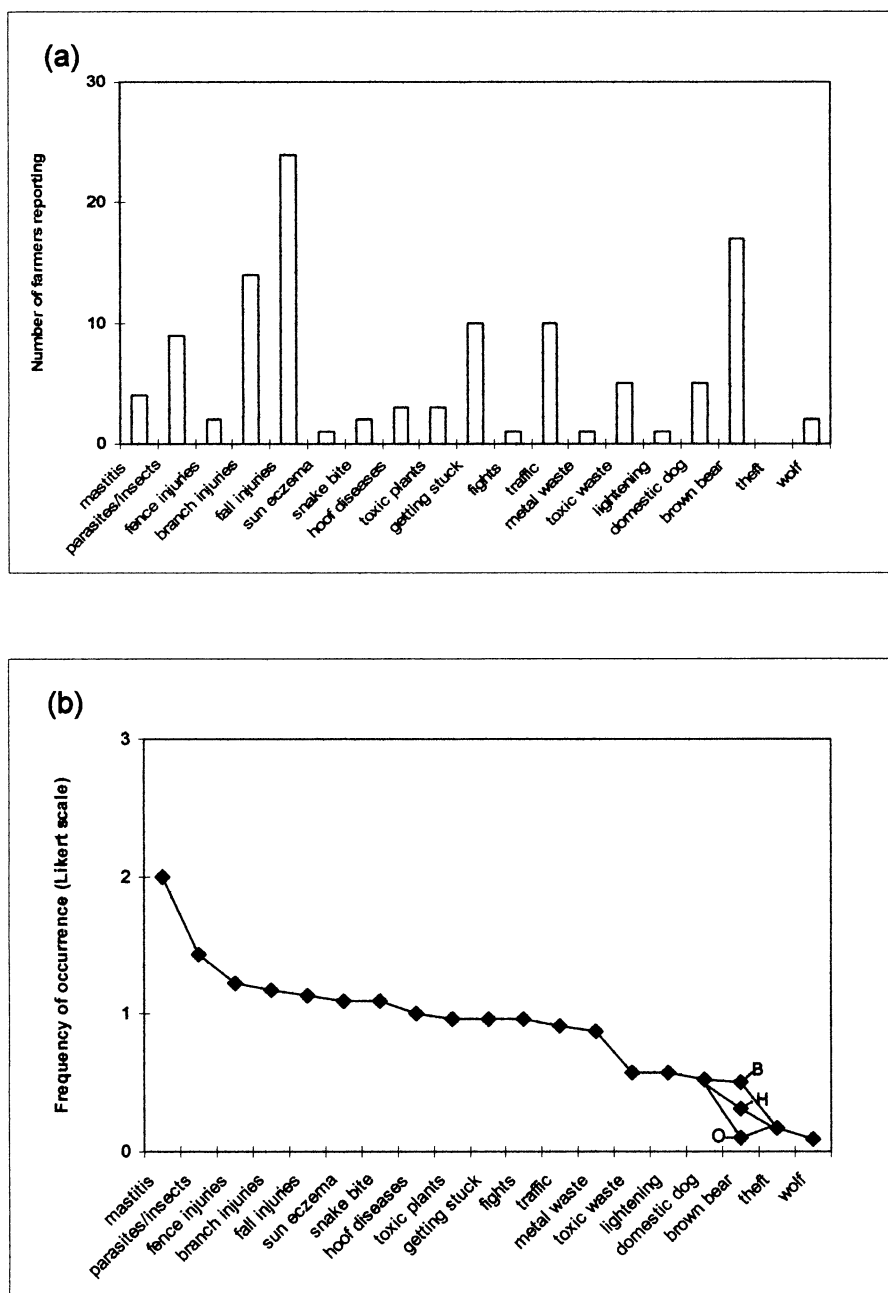 (a)
Number of farmers reporting
30
20
10
0
mastitis
parasites/insects
fence injuries
branch injuries
fall injuries
sun eczema
snake bite
hoof diseases
toxic plants
getting stuck
fights
traffic
metal waste
toxic waste
lightening
domestic dog
brown bear
theft
wolf
(b)
Frequency of occurrence (Likert scale)
3
2
1
0
B
H
O
mastitis
parasites/insects
fence injuries
branch injuries
fall injuries
sun eczema
snake bite
hoof diseases
toxic plants
getting stuck
fights
traffic
metal waste
toxic waste
lightening
domestic dog
brown bear
theft
wolf